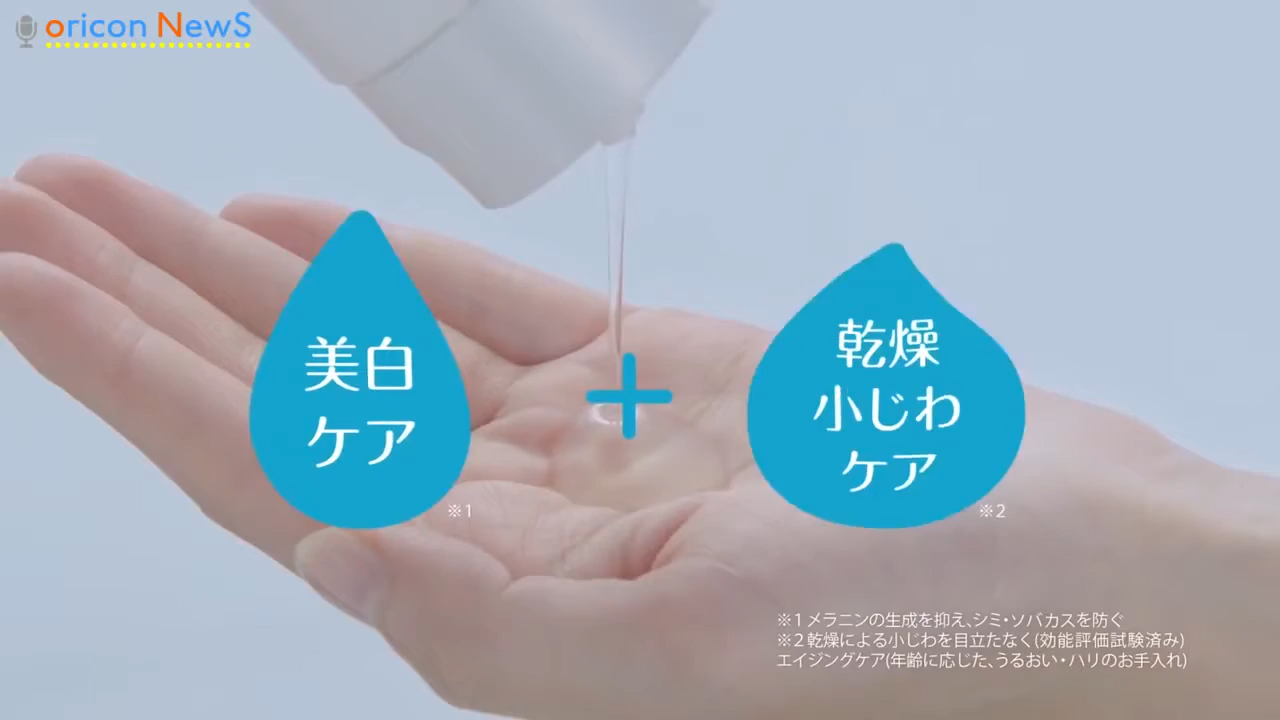 oricon NewS
美白
ケア
※1
+
乾燥
小じわ
ケア
※2
※1 メラニンの生成を抑え、シミ・ソバカスを防ぐ
※2 乾燥による小じわを目立たなく(効能評価試験済み)
エイジングケア(年齢に応じた、うるおい・ハリのお手入れ)